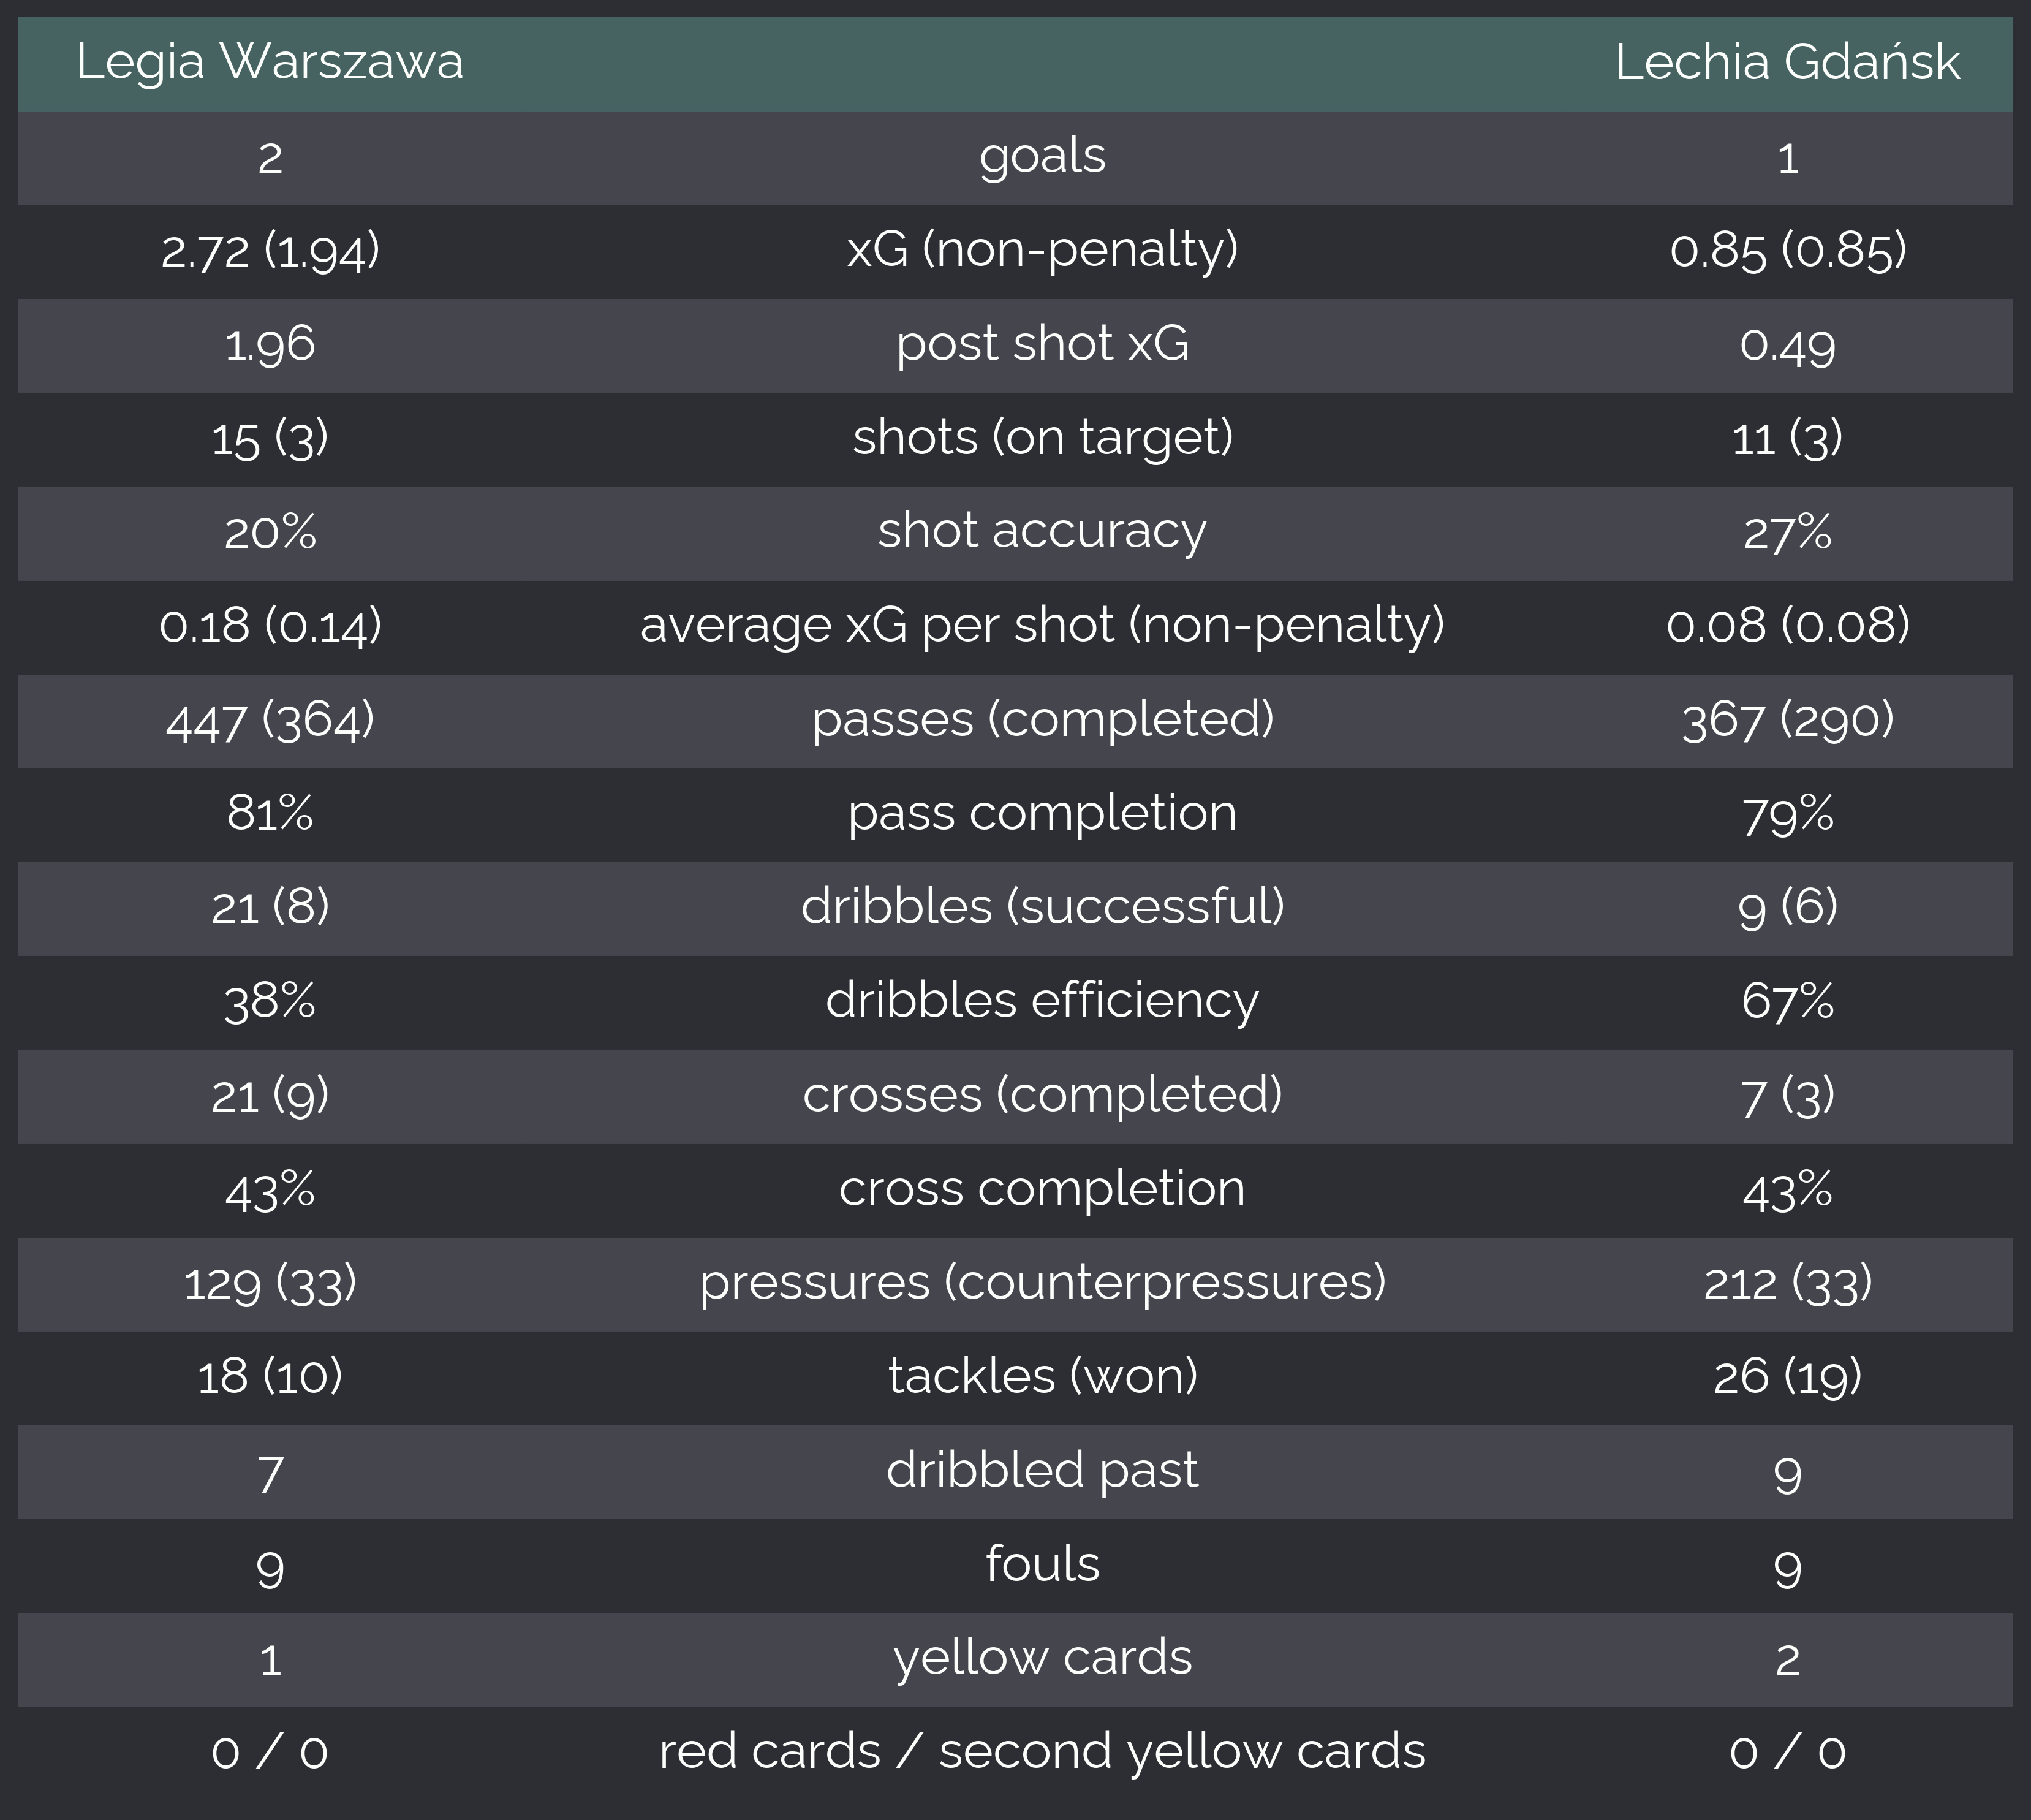 Legia Warszawa Lechia Gdańsk
2 goals 1
2.72 (1.94) xG (non-penalty) 0.85 (0.85)
1.96 post shot xG 0.49
15 (3) shots (on target) 11 (3)
20% shot accuracy 27%
0.18 (0.14) average xG per shot (non-penalty) 0.08 (0.08)
447 (364) passes (completed) 367 (290)
81% pass completion 79%
21 (8) dribbles (successful) 9 (6)
38% dribbles efficiency 67%
21 (9) crosses (completed) 7 (3)
43% cross completion 43%
129 (33) pressures (counterpressures) 212 (33)
18 (10) tackles (won) 26 (19)
7 dribbled past 9
9 fouls 9
1 yellow cards 2
0 / 0 red cards / second yellow cards 0 / 0